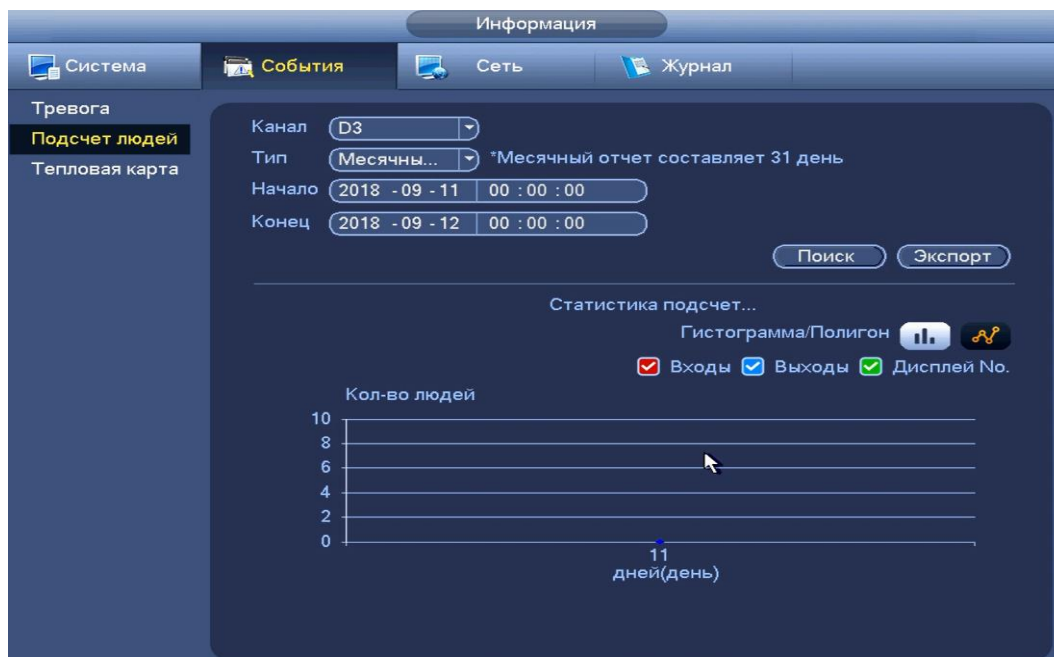 Информация
Система События Сеть Журнал
Тревога
Подсчет людей
Тепловая карта
Канал D3
Тип Месячны... *Месячный отчет составляет 31 день
Начало 2018 - 09 - 11 00 : 00 : 00
Конец 2018 - 09 - 12 00 : 00 : 00
Поиск Экспорт
Статистика подсчет...
Гистограмма/Полигон
Входы Выходы Дисплей No.
Кол-во людей
10
8
6
4
2
0
11
дней(день)